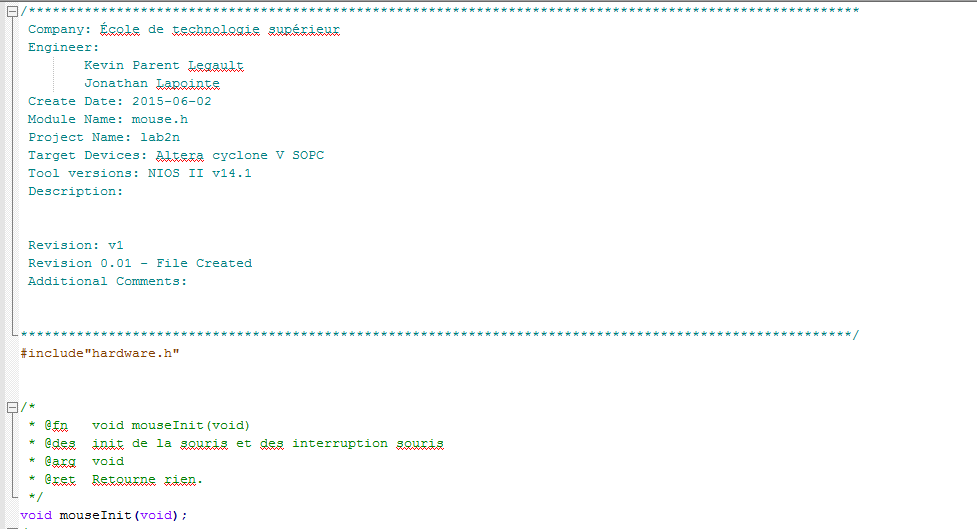 /********************************************************************************************************
Company: École de technologie supérieur
Engineer:
Kevin Parent Legault
Jonathan Lapointe
Create Date: 2015-06-02
Module Name: mouse.h
Project Name: lab2n
Target Devices: Altera cyclone V SOPC
Tool versions: NIOS II v14.1
Description:
Revision: v1
Revision 0.01 - File Created
Additional Comments:
********************************************************************************************************/
#include"hardware.h"
/*
* @fn void mouseInit(void)
* @des init de la souris et des interruption souris
* @arg void
* @ret Retourne rien.
*/
void mouseInit(void);